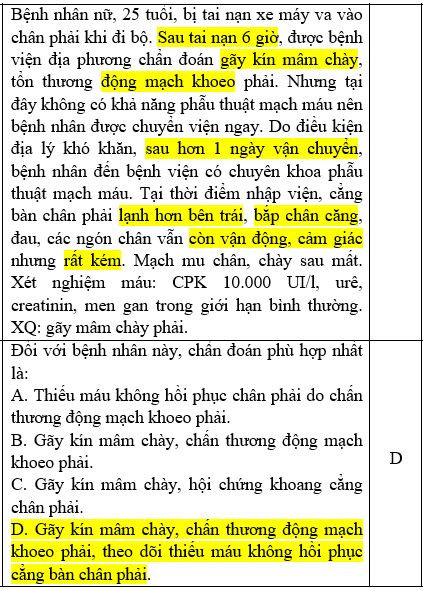 Bệnh nhân nữ, 25 tuổi, bị tai nạn xe máy va vào
chân phải khi đi bộ. Sau tai nạn 6 giờ, được bệnh
viện địa phương chẩn đoán gãy kín mâm chày,
tổn thương động mạch khoeo phải. Nhưng tại
đây không có khả năng phẫu thuật mạch máu nên
bệnh nhân được chuyển viện ngay. Do điều kiện
địa lý khó khăn, sau hơn 1 ngày vận chuyển,
bệnh nhân đến bệnh viện có chuyên khoa phẫu
thuật mạch máu. Tại thời điểm nhập viện, cẳng
bàn chân phải lạnh hơn bên trái, bắp chân căng,
đau, các ngón chân vẫn còn vận động, cảm giác
nhưng rất kém. Mạch mu chân, chày sau mất.
Xét nghiệm máu: CPK 10.000 UI/l, urê,
creatinin, men gan trong giới hạn bình thường.
XQ: gãy mâm chày phải.
Đối với bệnh nhân này, chẩn đoán phù hợp nhất
là:
A. Thiếu máu không hồi phục chân phải do chấn
thương động mạch khoeo phải.
B. Gãy kín mâm chày, chấn thương động mạch
khoeo phải.
C. Gãy kín mâm chày, hội chứng khoang cẳng
chân phải.
D. Gãy kín mâm chày, chấn thương động mạch
khoeo phải, theo dõi thiếu máu không hồi phục
cẳng bàn chân phải.
D